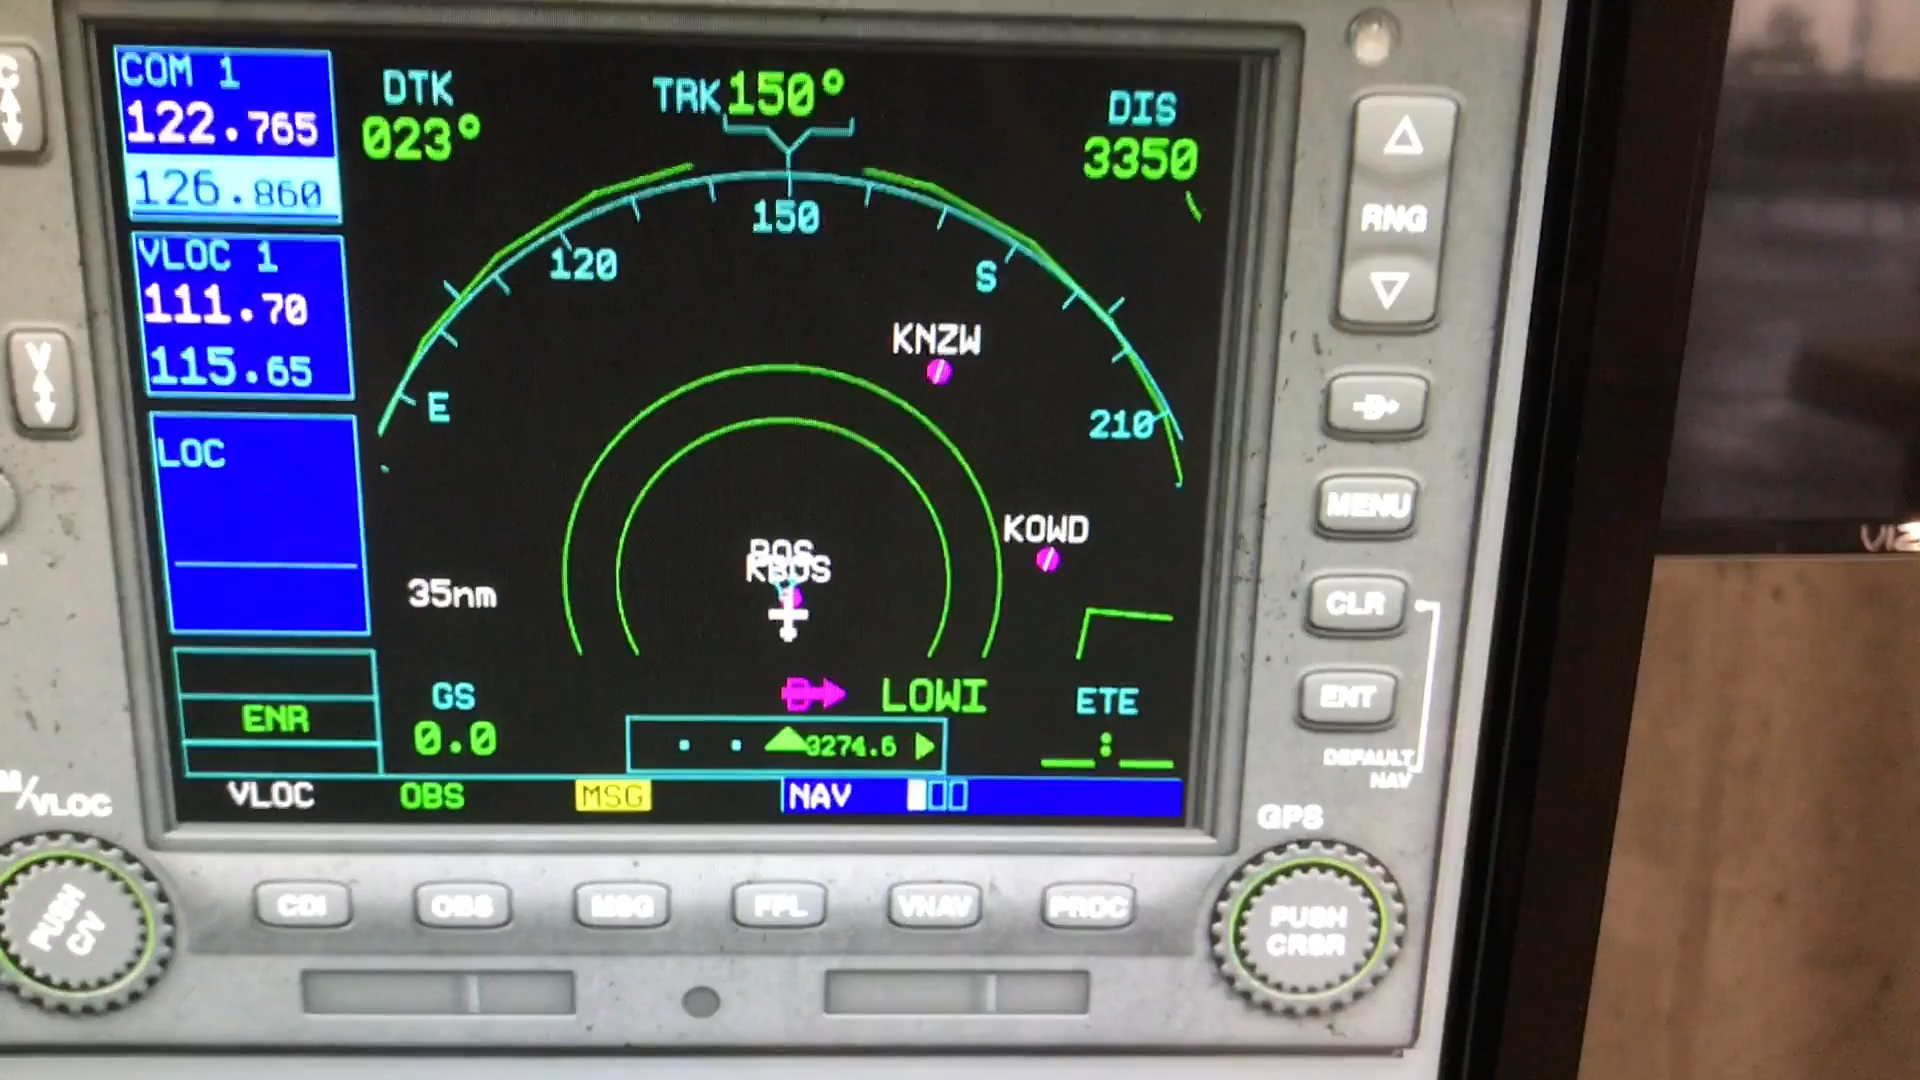 C
COM 1
122.765
126.860
DTK
023°
TRK 150°
DIS
3350
150
120
S
E
210
KNZW
KOWD
BOS
KBOS
35nm
VLOC 1
111.70
115.65
V
LOC
ENR
GS
0.0
D LOWI
ETE
3274.6
VLOC OBS MSG NAV
RNG
D
MENU
CLR
ENT
DEFAULT
NAV
/VLOC
GPS
PUSH
C/V
CDI OBS MSG FPL VNAV PROC
PUSH
CRSR